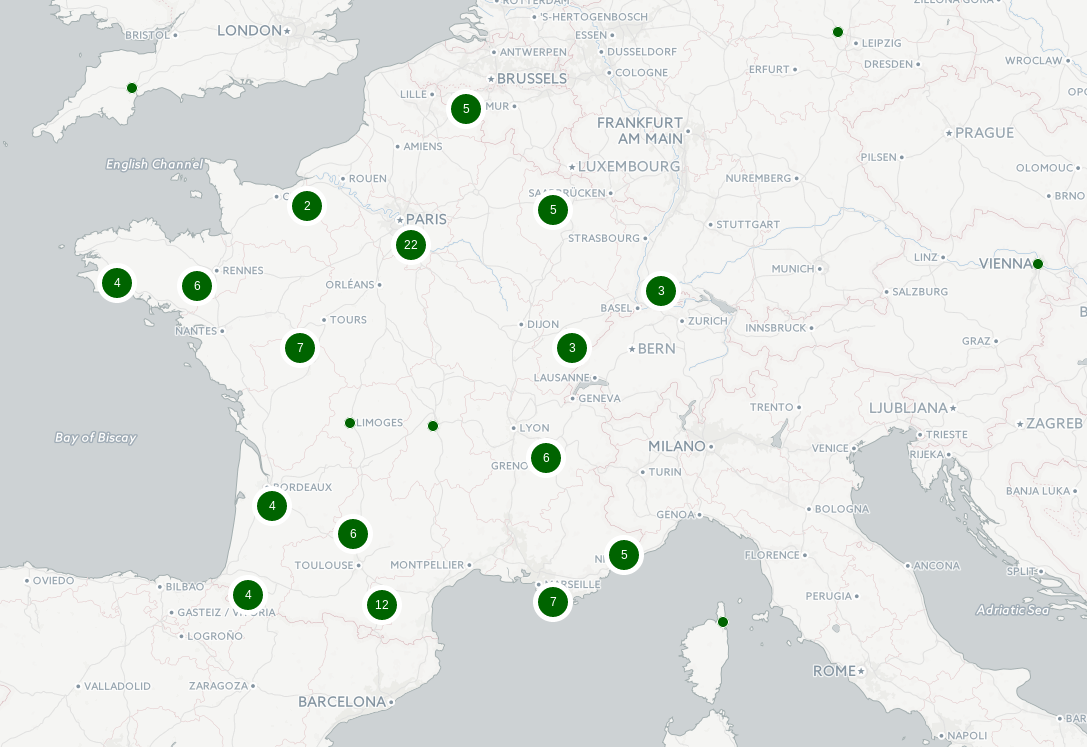 ROTTERDAM
ZIELONA GÓRA
'S-HERTOGENBOSCH
LONDON
BRISTOL
ESSEN
LEIPZIG
ANTWERPEN
DUSSELDORF
WROCŁAW
DRESDEN
ERFURT
COLOGNE
BRUSSELS
LILLE
5
MUR
FRANKFURT
AM MAIN
PRAGUE
AMIENS
PILSEN
English Channel
LUXEMBOURG
OLOMOUC
ROUEN
NUREMBERG
SAARBRÜCKEN
BRNO
C
2
5
PARIS
STUTTGART
STRASBOURG
22
LINZ
VIENNA
RENNES
MUNICH
4
6
ORLÉANS
3
SALZBURG
BASEL
TOURS
ZURICH
DIJON
INNSBRUCK
NANTES
GRAZ
7
3
BERN
LAUSANNE
GENEVA
TRENTO
LJUBLJANA
LIMOGES
ZAGREB
LYON
TRIESTE
Bay of Biscay
MILANO
VENICE
RIJEKA
6
GRENO
TURIN
BORDEAUX
BANJA LUKA
4
BOLOGNA
GENOA
6
5
FLORENCE
TOULOUSE
MONTPELLIER
ANCONA
SPLIT
OVIEDO
BILBAO
MARSEILLE
4
12
7
PERUGIA
Adriatic Sea
GASTEIZ / VITORIA
LOGROÑO
ROME
VALLADOLID
ZARAGOZA
BARCELONA
BAR
NAPOLI